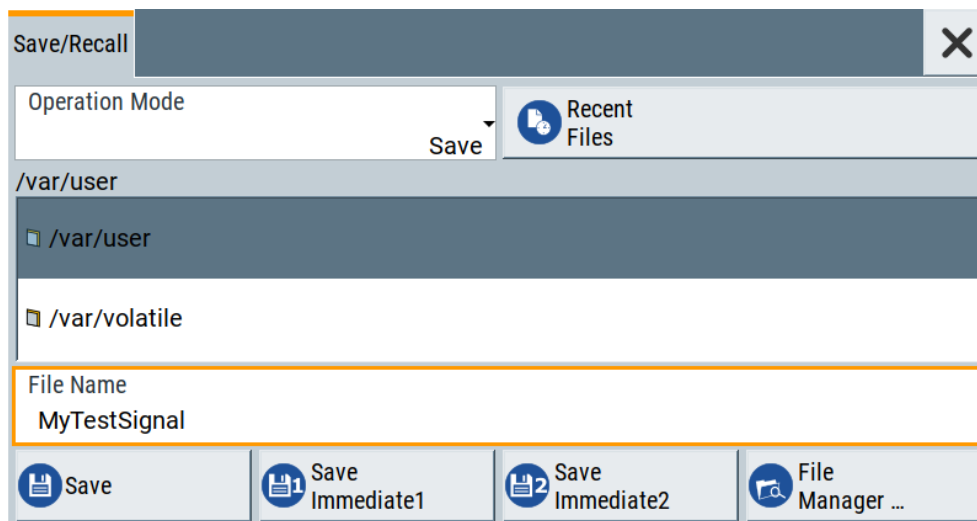 Save/Recall
Operation Mode
Save
Recent
Files
/var/user
/var/user
/var/volatile
File Name
MyTestSignal
Save
Save
Immediate1
Save
Immediate2
File
Manager ...